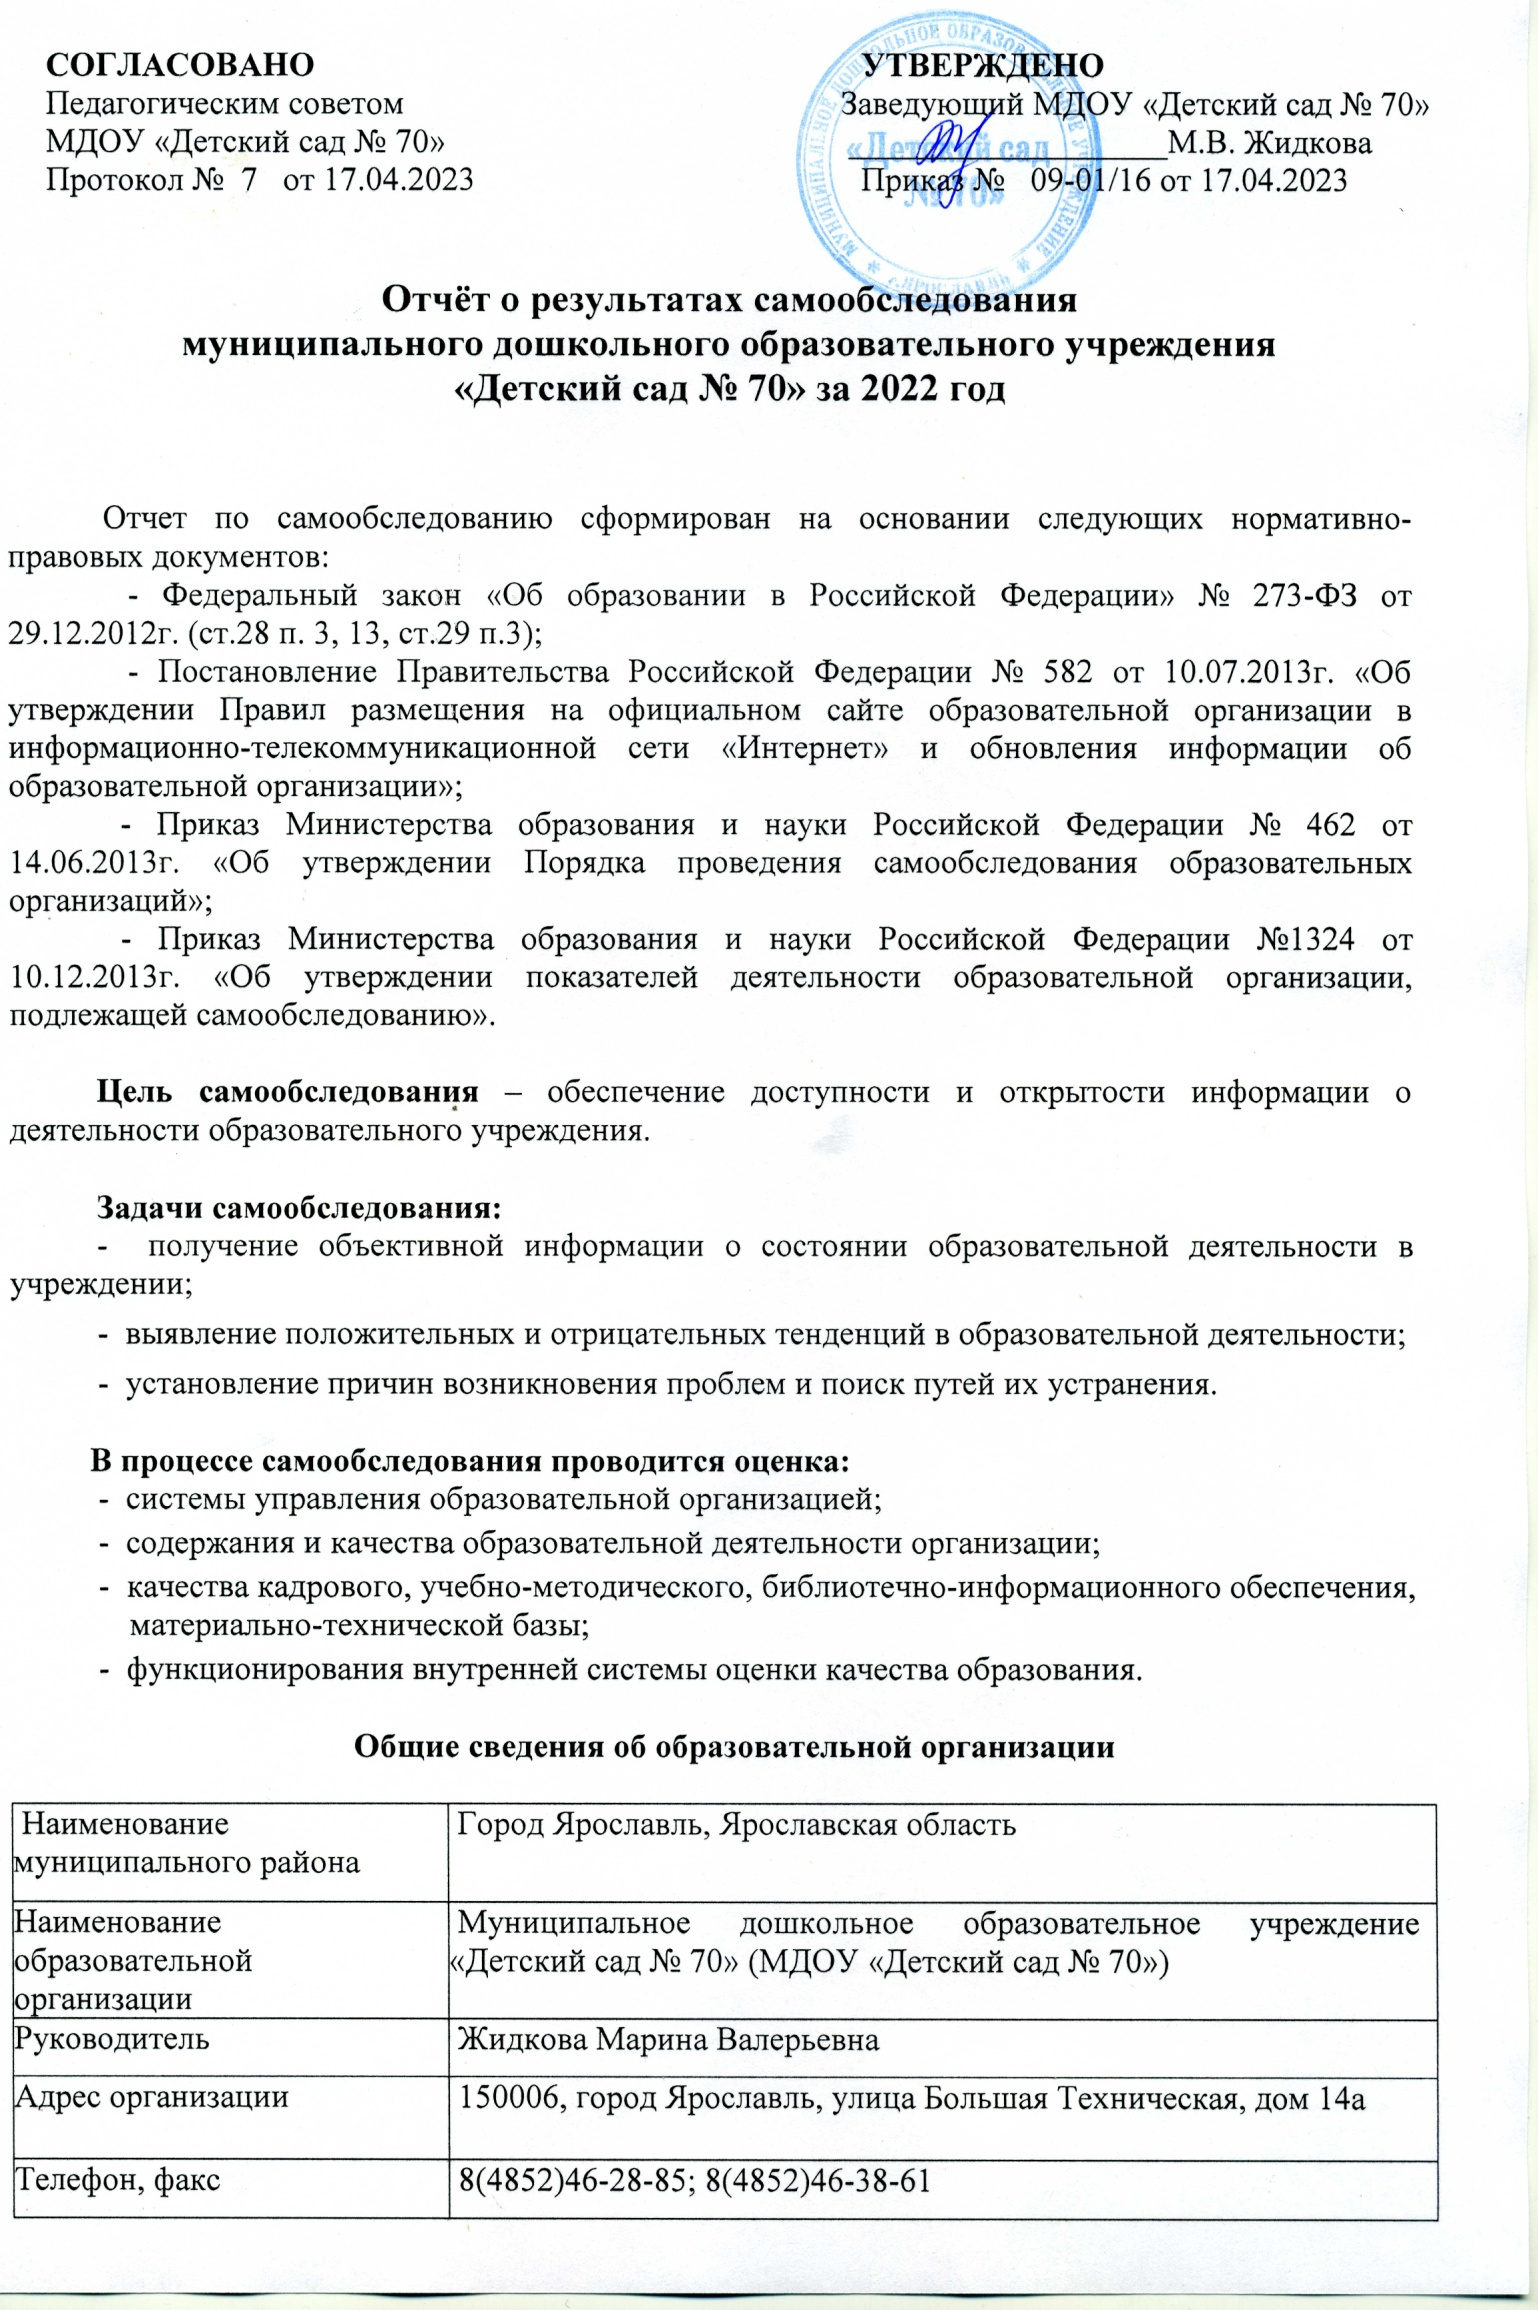 СОГЛАСОВАНО
Педагогическим советом
МДОУ «Детский сад № 70»
Протокол № 7 от 17.04.2023
УТВЕРЖДЕНО
Заведующий МДОУ «Детский сад № 70»
________________М.В. Жидкова
Приказ № 09-01/16 от 17.04.2023
МУНИЦИПАЛЬНОЕ ДОШКОЛЬНОЕ ОБРАЗОВАТЕЛЬНОЕ УЧРЕЖДЕНИЕ
* г.ЯРОСЛАВЛЬ *
«Детский сад
№ 70»
Отчёт о результатах самообследования
муниципального дошкольного образовательного учреждения
«Детский сад № 70» за 2022 год
Отчет по самообследованию сформирован на основании следующих нормативно-
правовых документов:
- Федеральный закон «Об образовании в Российской Федерации» № 273-ФЗ от
29.12.2012г. (ст.28 п. 3, 13, ст.29 п.3);
- Постановление Правительства Российской Федерации № 582 от 10.07.2013г. «Об
утверждении Правил размещения на официальном сайте образовательной организации в
информационно-телекоммуникационной сети «Интернет» и обновления информации об
образовательной организации»;
- Приказ Министерства образования и науки Российской Федерации № 462 от
14.06.2013г. «Об утверждении Порядка проведения самообследования образовательных
организаций»;
- Приказ Министерства образования и науки Российской Федерации №1324 от
10.12.2013г. «Об утверждении показателей деятельности образовательной организации,
подлежащей самообследованию».
Цель самообследования – обеспечение доступности и открытости информации о
деятельности образовательного учреждения.
Задачи самообследования:
- получение объективной информации о состоянии образовательной деятельности в
учреждении;
- выявление положительных и отрицательных тенденций в образовательной деятельности;
- установление причин возникновения проблем и поиск путей их устранения.
В процессе самообследования проводится оценка:
- системы управления образовательной организацией;
- содержания и качества образовательной деятельности организации;
- качества кадрового, учебно-методического, библиотечно-информационного обеспечения,
материально-технической базы;
- функционирования внутренней системы оценки качества образования.
Общие сведения об образовательной организации
Наименование
муниципального района
Город Ярославль, Ярославская область
Наименование
образовательной
организации
Муниципальное дошкольное образовательное учреждение
«Детский сад № 70» (МДОУ «Детский сад № 70»)
Руководитель
Жидкова Марина Валерьевна
Адрес организации
150006, город Ярославль, улица Большая Техническая, дом 14а
Телефон, факс
8(4852)46-28-85; 8(4852)46-38-61